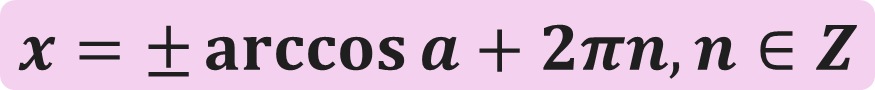 x = ± arccos a + 2πn, n ∈ Z